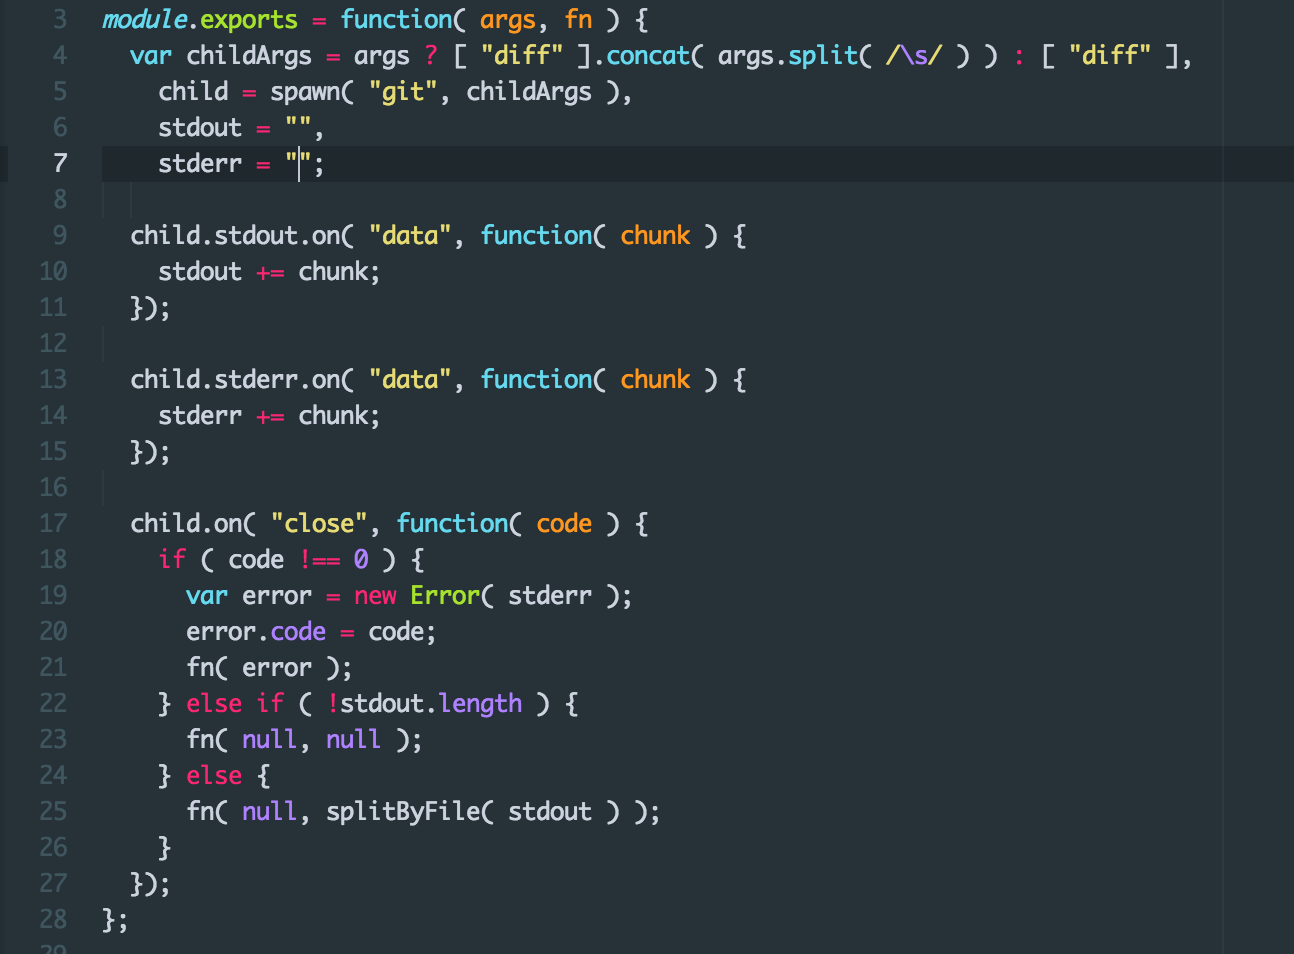 3 module.exports = function( args, fn ) {
4 var childArgs = args ? [ "diff" ].concat( args.split( /\s/ ) ) : [ "diff" ],
5 child = spawn( "git", childArgs ),
6 stdout = "",
7 stderr = "";
8
9 child.stdout.on( "data", function( chunk ) {
10 stdout += chunk;
11 });
12
13 child.stderr.on( "data", function( chunk ) {
14 stderr += chunk;
15 });
16
17 child.on( "close", function( code ) {
18 if ( code !== 0 ) {
19 var error = new Error( stderr );
20 error.code = code;
21 fn( error );
22 } else if ( !stdout.length ) {
23 fn( null, null );
24 } else {
25 fn( null, splitByFile( stdout ) );
26 }
27 });
28 };
29